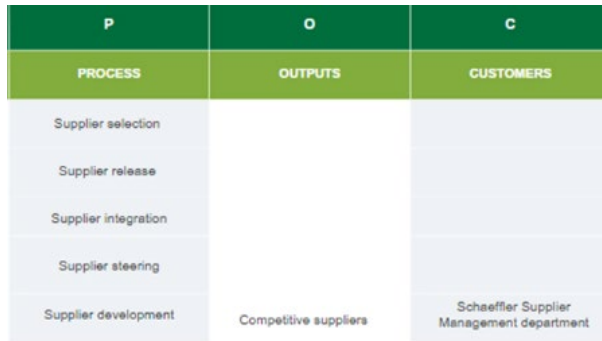 P O C
PROCESS OUTPUTS CUSTOMERS
Supplier selection
Supplier release
Supplier integration
Supplier steering
Supplier development Competitive suppliers Schaeffler Supplier
Management department